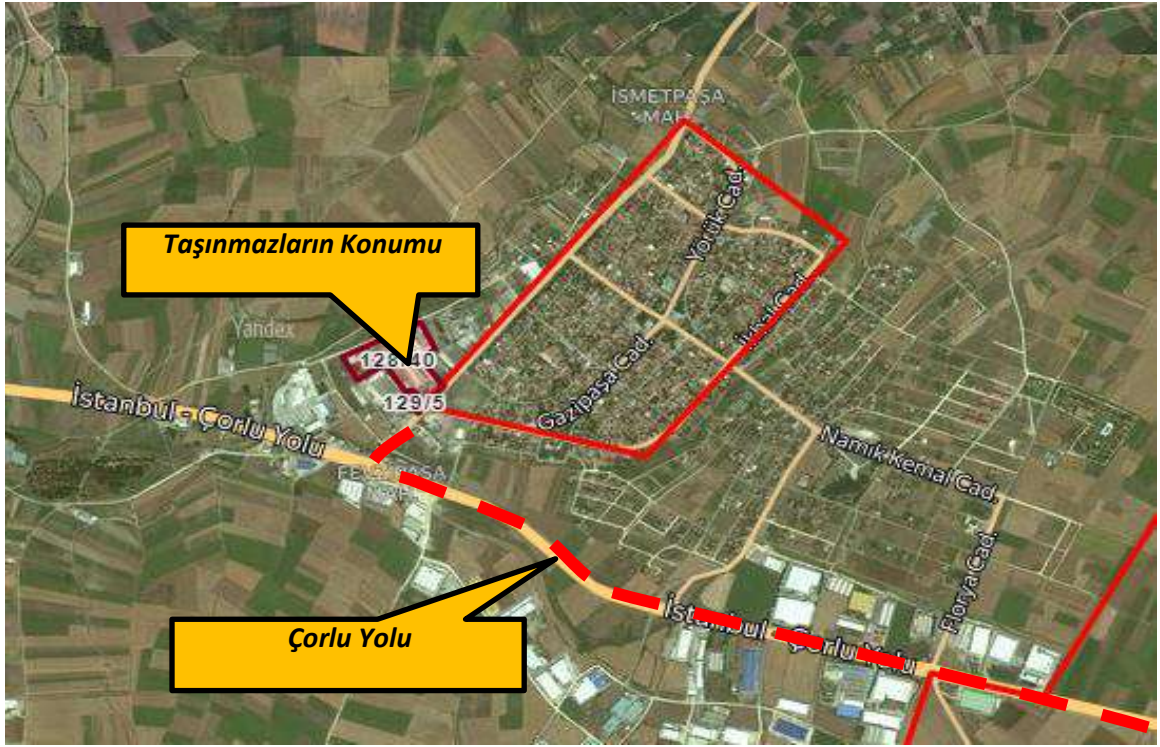 İSMETPAŞA
MAH.
Yörük Cad.
Taşınmazların Konumu
Yandex
128/40
129/5
Gazipaşa Cad.
İstanbul - Çorlu Yolu
Namık Kemal Cad.
Florya Cad.
Çorlu Yolu
İstanbul - Çorlu Yolu